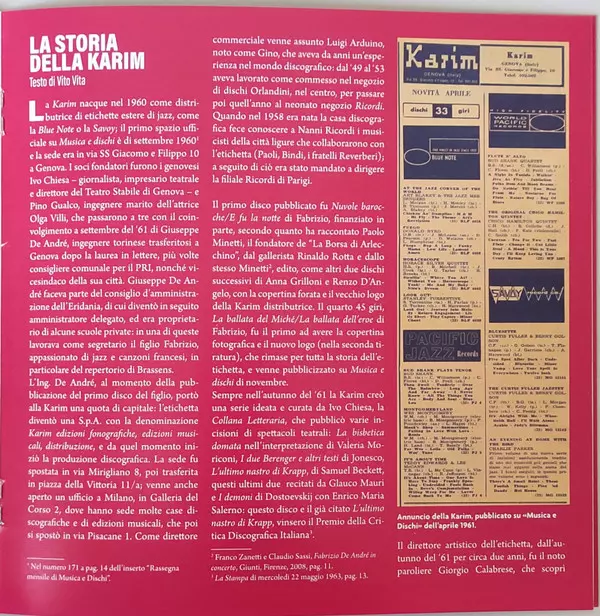 LA STORIA
DELLA KARIM
Testo di Vito Vita
La Karim nacque nel 1960 come distri-
butrice di etichette estere di jazz, come
la Blue Note o la Savoy; il primo spazio uffi-
ciale su Musica e dischi è di settembre 1960¹
e la sede era in via SS Giacomo e Filippo 10
a Genova. I soci fondatori furono i genovesi
Ivo Chiesa – giornalista, impresario teatrale
e direttore del Teatro Stabile di Genova – e
Pino Gualco, ingegnere marito dell'attrice
Olga Villi, che passarono a tre con il coin-
volgimento a settembre del '61 di Giuseppe
De André, ingegnere torinese trasferitosi a
Genova dopo la laurea in lettere, più volte
consigliere comunale per il PRI, nonché vi-
cesindaco della sua città. Giuseppe De An-
dré faceva parte del consiglio d'amministra-
zione dell'Eridania, di cui diventò in seguito
amministratore delegato, ed era proprieta-
rio di alcune scuole private: in una di queste
lavorava come segretario il figlio Fabrizio,
appassionato di jazz e canzoni francesi, in
particolare del repertorio di Brassens.
L'Ing. De André, al momento della pub-
blicazione del primo disco del figlio, portò
alla Karim una quota di capitale: l'etichetta
diventò una S.P.A. con la denominazione
Karim edizioni fonografiche, edizioni musi-
cali, distribuzione, e da quel momento ini-
ziò la produzione discografica. La sede fu
spostata in via Mirigliano 8, poi trasferita
in piazza della Vittoria 11/a; venne anche
aperto un ufficio a Milano, in Galleria del
Corso 2, dove hanno sede molte case di-
scografiche e di edizioni musicali, che poi
si spostò in via Pisacane 1. Come direttore
¹ Nel numero 171 a pag. 14 dell'inserto "Rassegna
mensile di Musica e Dischi".
commerciale venne assunto Luigi Arduino,
noto come Gino, che aveva da anni un'espe-
rienza nel mondo discografico: dal '49 al '53
aveva lavorato come commesso nel negozio
di dischi Orlandini, nel centro, per passare
poi quell'anno al neonato negozio Ricordi.
Quando nel 1958 era nata la casa discogra-
fica fece conoscere a Nanni Ricordi i musici-
sti della città ligure che collaborarono con
l'etichetta (Paoli, Bindi, i fratelli Reverberi);
a seguito di ciò era stato mandato a dirigere
la filiale Ricordi di Parigi.
Il primo disco pubblicato fu Nuvole baroc-
che/E fu la notte di Fabrizio, finanziato in
parte, secondo quanto ha raccontato Paolo
Minetti, il fondatore de "La Borsa di Arlec-
chino", dal gallerista Rinaldo Rotta e dallo
stesso Minetti², edito, come altri due dischi
successivi di Anna Grilloni e Renzo D'An-
gelo, con la copertina forata e il vecchio logo
della Karim distributrice. Il quarto 45 giri,
La ballata del Michè/La ballata dell'eroe di
Fabrizio, fu il primo ad avere la copertina
fotografica e il nuovo logo (nella seconda ti-
ratura), che rimase per tutta la storia dell'e-
tichetta, e venne pubblicizzato su Musica e
dischi di novembre.
Sempre nell'autunno del '61 la Karim creò
una serie ideata e curata da Ivo Chiesa, la
Collana Letteraria, che pubblicò varie in-
cisioni di spettacoli teatrali: La bisbetica
domata nell'interpretazione di Valeria Mo-
riconi, I due Berenger e altri testi di Jonesco,
L'ultimo nastro di Krapp, di Samuel Beckett,
questi ultimi due recitati da Glauco Mauri
e I demoni di Dostoevskij con Enrico Maria
Salerno: questo disco e il già citato L'ultimo
nastro di Krapp, vinsero il Premio della Cri-
tica Discografica Italiana³.
² Franco Zanetti e Claudio Sassi, Fabrizio De André in
concerto, Giunti, Firenze, 2008, pag. 11.
³ La Stampa di mercoledì 22 maggio 1963, pag. 13.
Karim
GENOVA (Italy)
Karim
GENOVA (Italy)
NOVITÀ APRILE
dischi 33 giri
BLUE NOTE
HIGH FIDELITY
WORLD PACIFIC RECORDS
PACIFIC JAZZ Records
SAVOY
Annuncio della Karim, pubblicato su «Musica e
Dischi» dell'aprile 1961.
Il direttore artistico dell'etichetta, dall'au-
tunno del '61 per circa due anni, fu il noto
paroliere Giorgio Calabrese, che scoprì